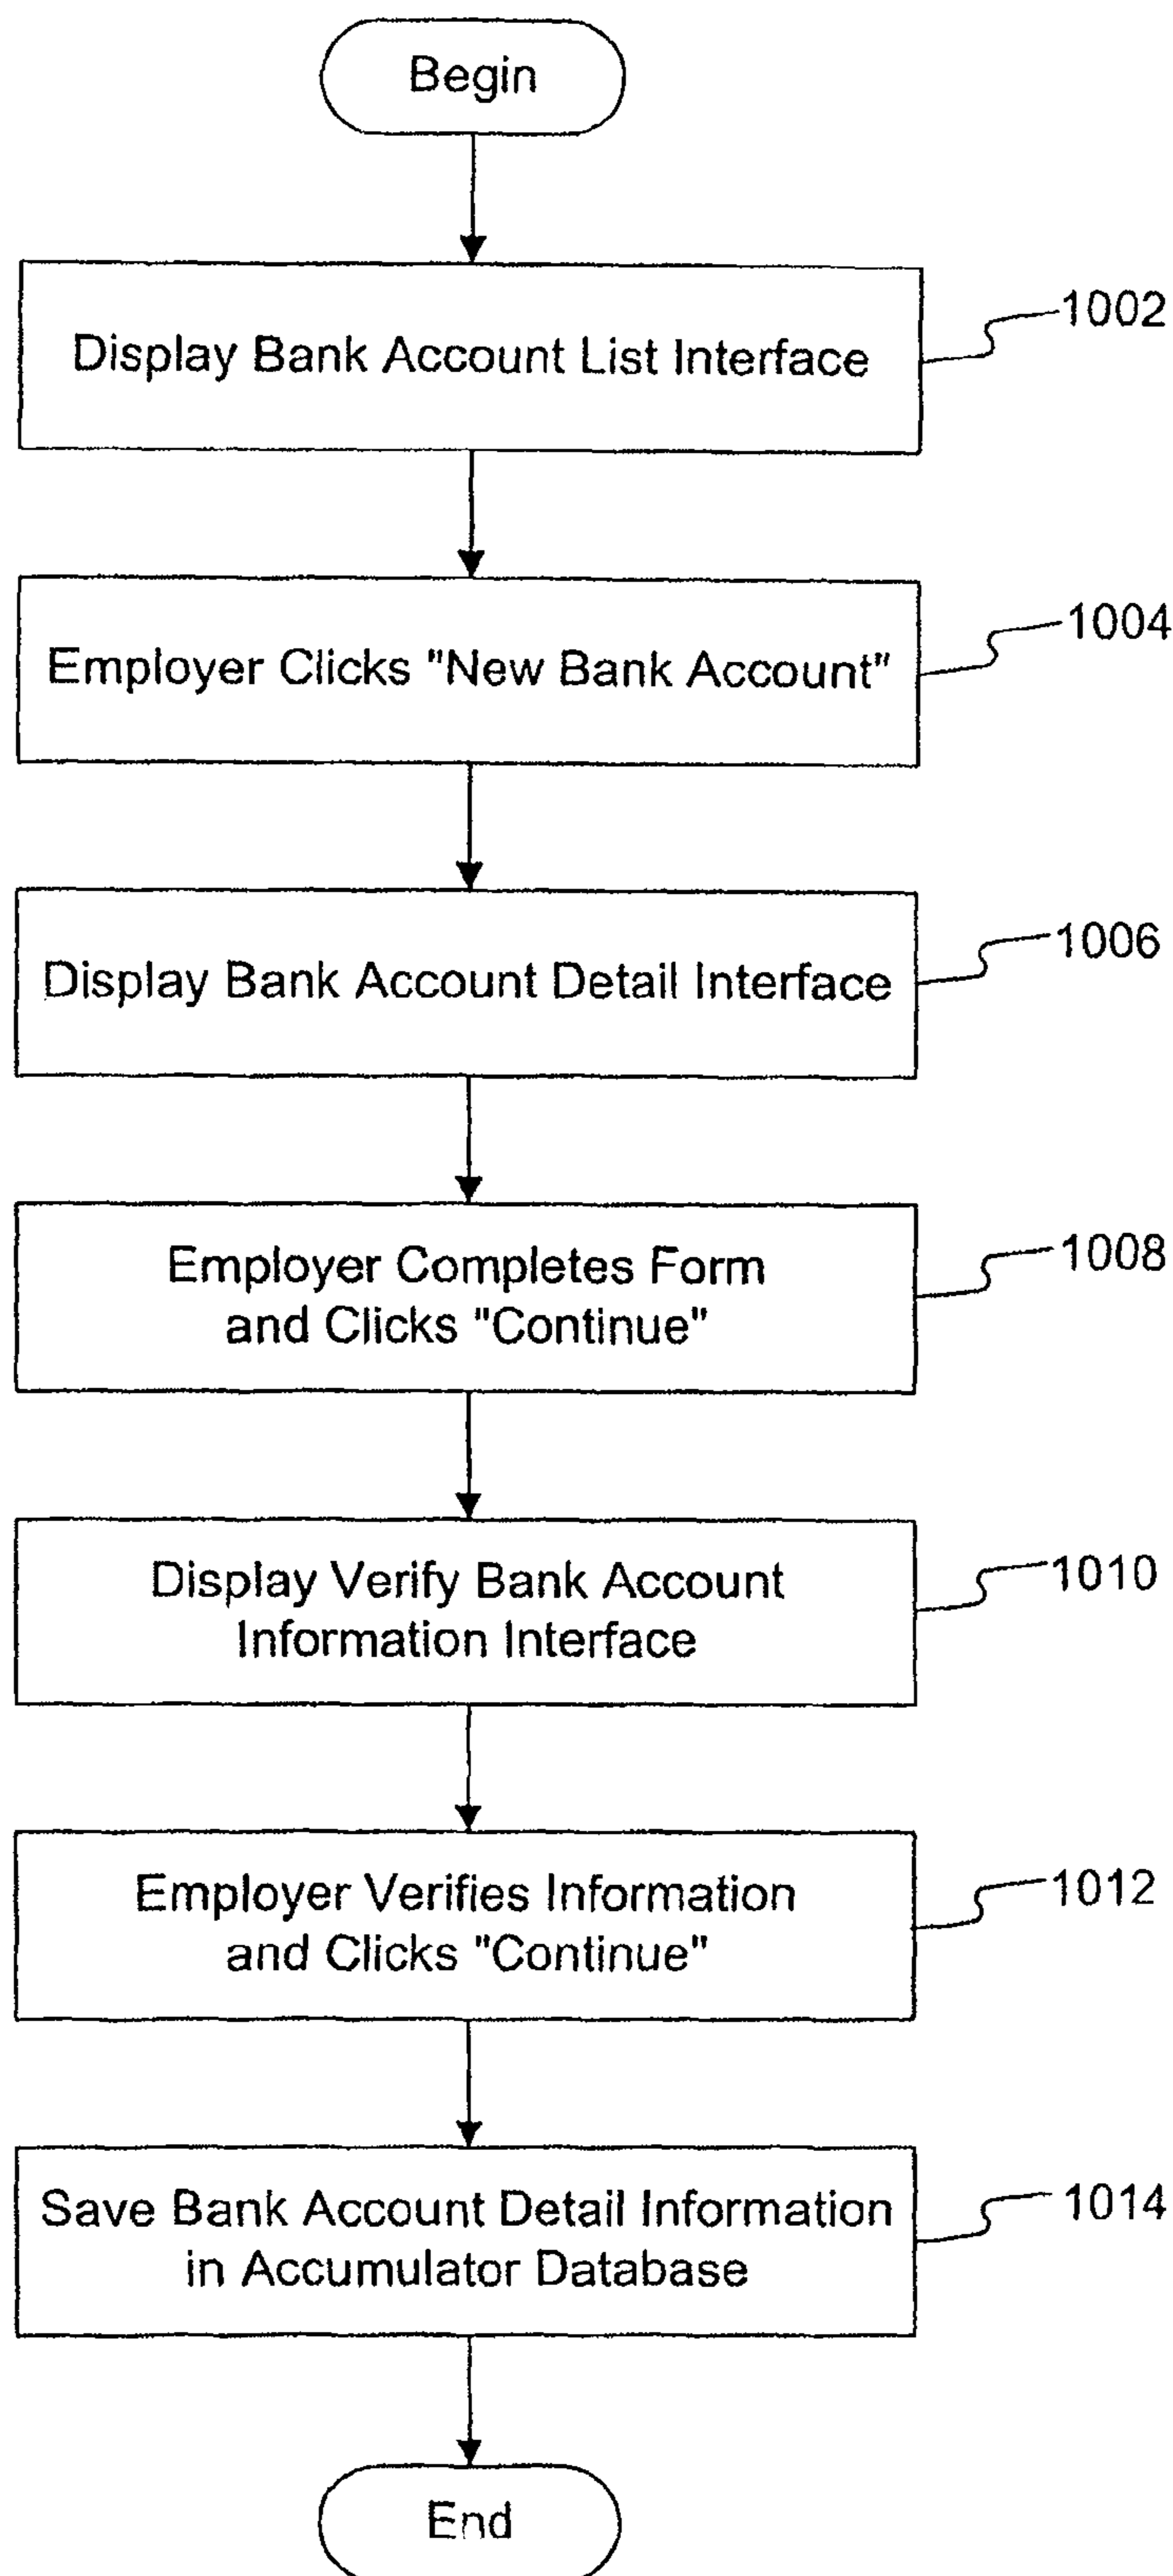 Begin
Display Bank Account List Interface
1002
Employer Clicks "New Bank Account"
1004
Display Bank Account Detail Interface
1006
Employer Completes Form
and Clicks "Continue"
1008
Display Verify Bank Account
Information Interface
1010
Employer Verifies Information
and Clicks "Continue"
1012
Save Bank Account Detail Information
in Accumulator Database
1014
End